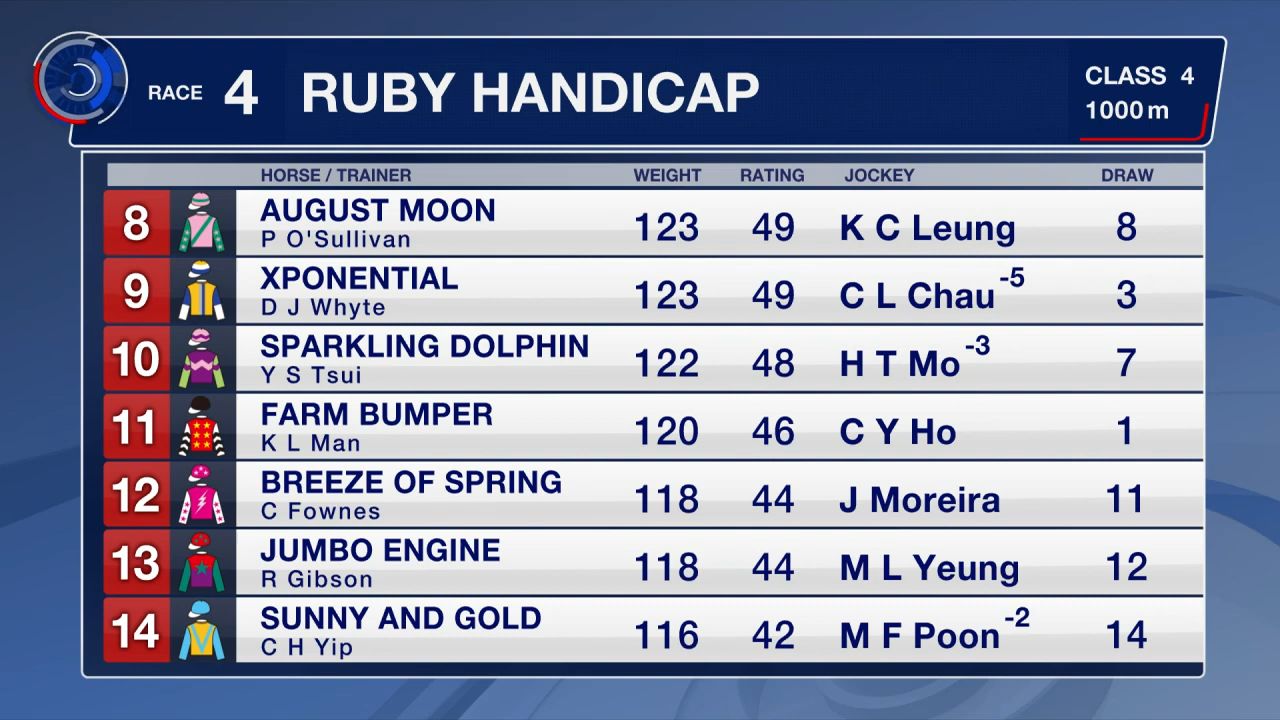 RACE 4 RUBY HANDICAP CLASS 4
1000 m
HORSE / TRAINER WEIGHT RATING JOCKEY DRAW
8 AUGUST MOON 123 49 K C Leung 8
P O'Sullivan
9 XPONENTIAL 123 49 C L Chau -5 3
D J Whyte
10 SPARKLING DOLPHIN 122 48 H T Mo -3 7
Y S Tsui
11 FARM BUMPER 120 46 C Y Ho 1
K L Man
12 BREEZE OF SPRING 118 44 J Moreira 11
C Fownes
13 JUMBO ENGINE 118 44 M L Yeung 12
R Gibson
14 SUNNY AND GOLD 116 42 M F Poon -2 14
C H Yip